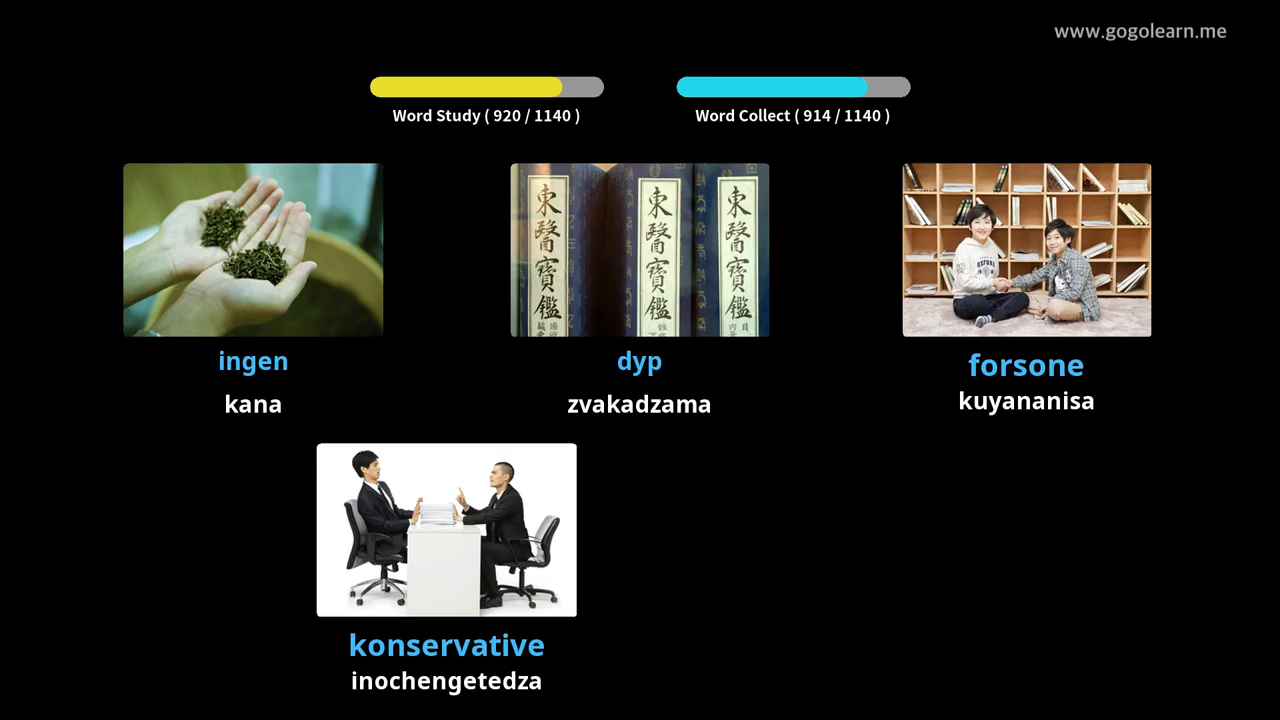 www.gogolearn.me
Word Study ( 920 / 1140 )
Word Collect ( 914 / 1140 )
東醫寶鑑
東醫寶鑑
東醫寶鑑
ingen
dyp
forsone
kana
zvakadzama
kuyananisa
konservative
inochengetedza